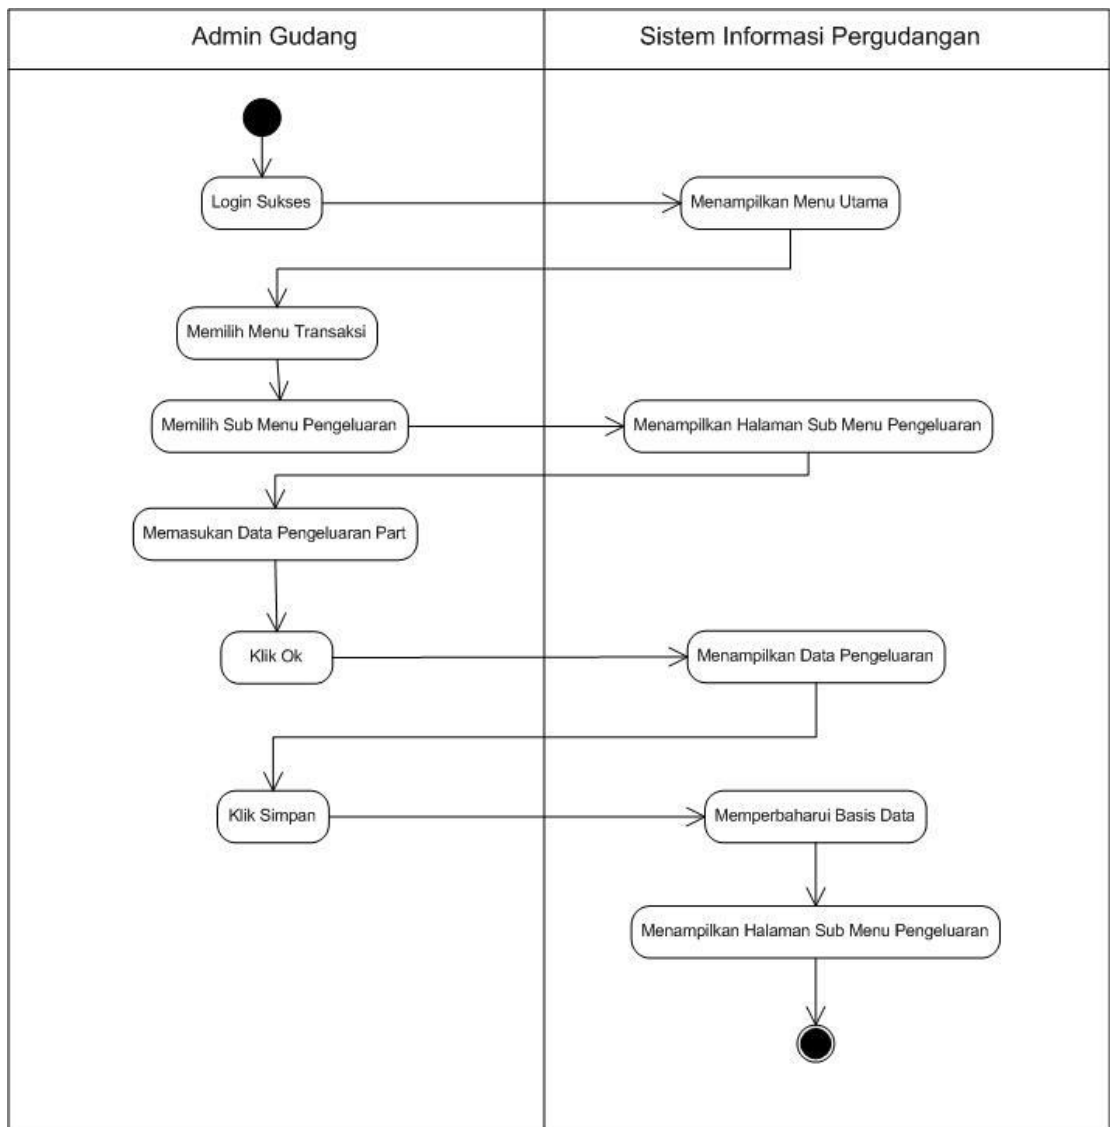 Admin Gudang
Sistem Informasi Pergudangan
Login Sukses
Menampilkan Menu Utama
Memilih Menu Transaksi
Memilih Sub Menu Pengeluaran
Menampilkan Halaman Sub Menu Pengeluaran
Memasukan Data Pengeluaran Part
Klik Ok
Menampilkan Data Pengeluaran
Klik Simpan
Memperbaharui Basis Data
Menampilkan Halaman Sub Menu Pengeluaran